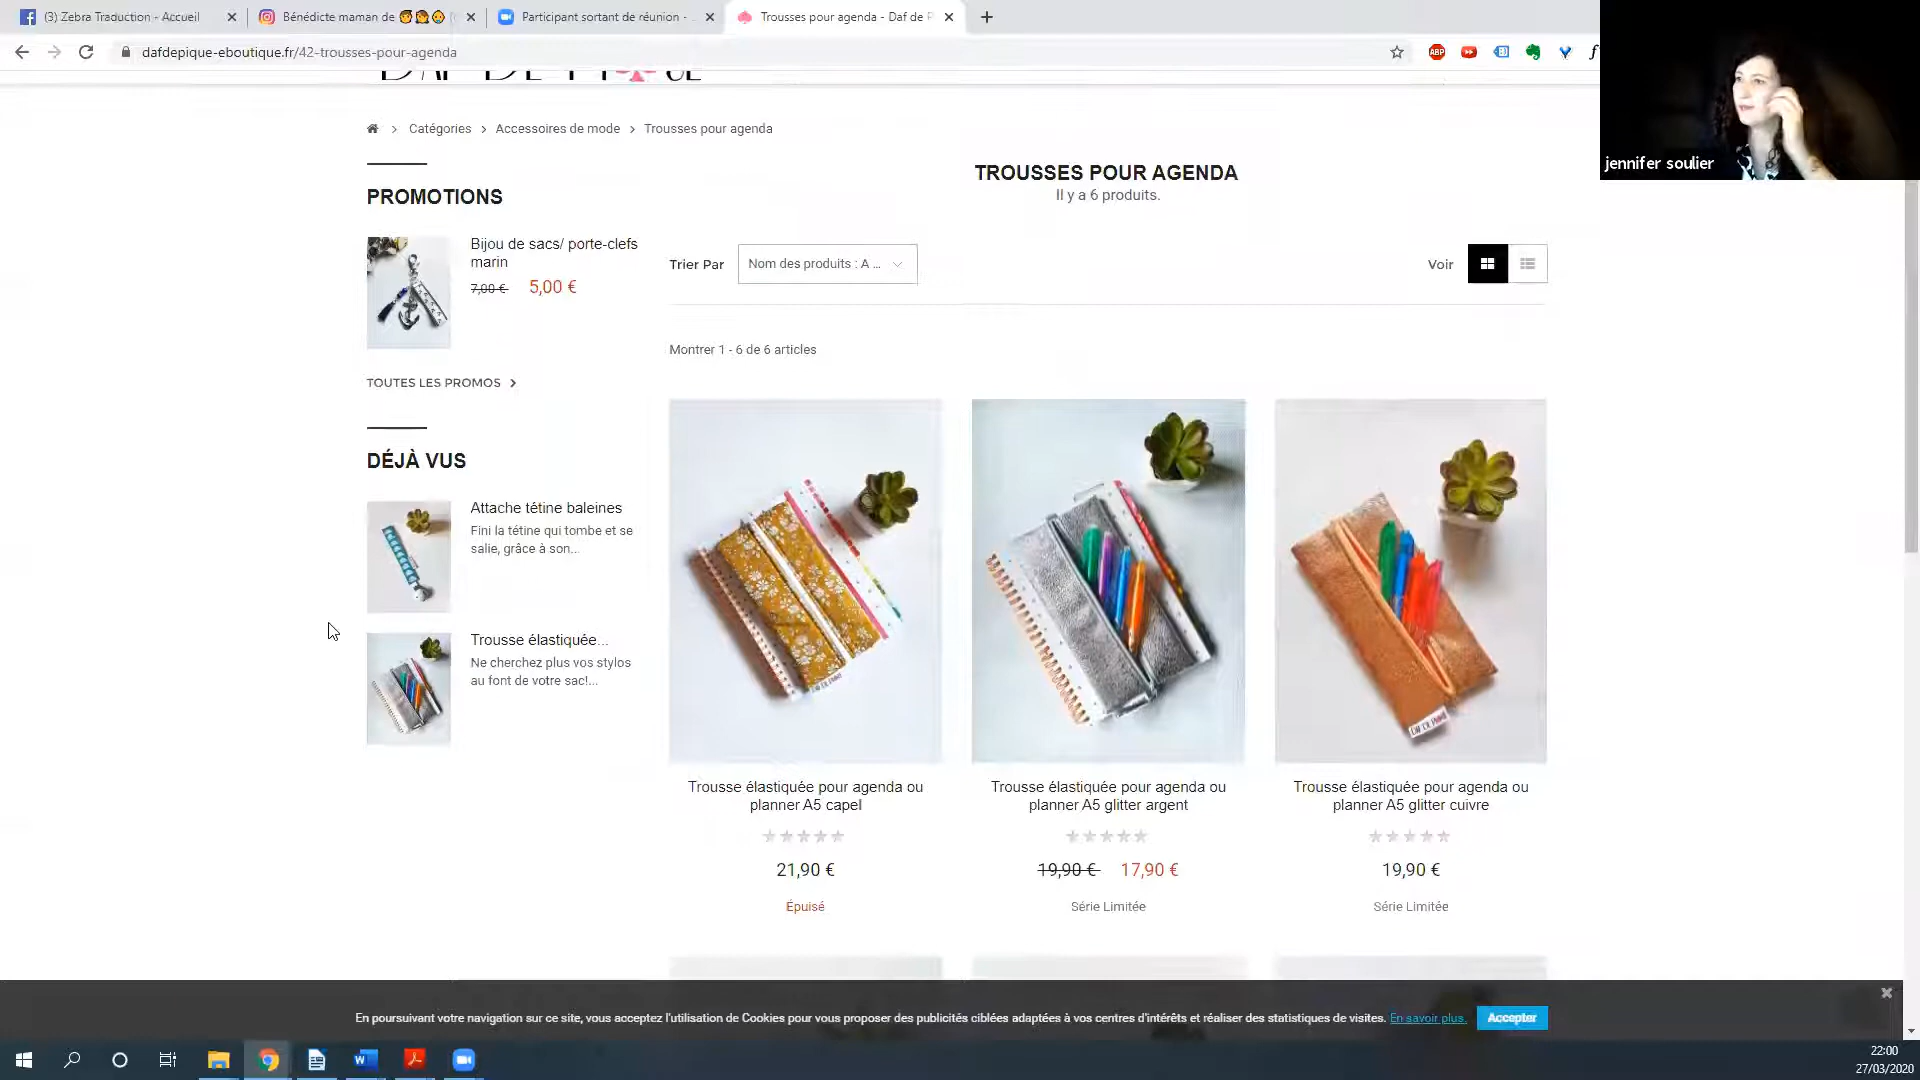 (3) Zebra Traduction - Accueil
Bénédicte maman de
Participant sortant de réunion -
Trousses pour agenda - Daf de P
dafdepique-eboutique.fr/42-trousses-pour-agenda
ABP
jennifer soulier
Catégories > Accessoires de mode > Trousses pour agenda
PROMOTIONS
Bijou de sacs/ porte-clefs
marin
7,00 € 5,00 €
TOUTES LES PROMOS >
DÉJÀ VUS
Attache tétine baleines
Fini la tétine qui tombe et se
salie, grâce à son...
Trousse élastiquée...
Ne cherchez plus vos stylos
au font de votre sac!...
TROUSSES POUR AGENDA
Il y a 6 produits.
Trier Par Nom des produits : A ...
Voir
Montrer 1 - 6 de 6 articles
Trousse élastiquée pour agenda ou
planner A5 capel
21,90 €
Épuisé
Trousse élastiquée pour agenda ou
planner A5 glitter argent
19,90 € 17,90 €
Série Limitée
Trousse élastiquée pour agenda ou
planner A5 glitter cuivre
19,90 €
Série Limitée
En poursuivant votre navigation sur ce site, vous acceptez l'utilisation de Cookies pour vous proposer des publicités ciblées adaptées à vos centres d'intérêts et réaliser des statistiques de visites. En savoir plus. Accepter
22:00
27/03/2020